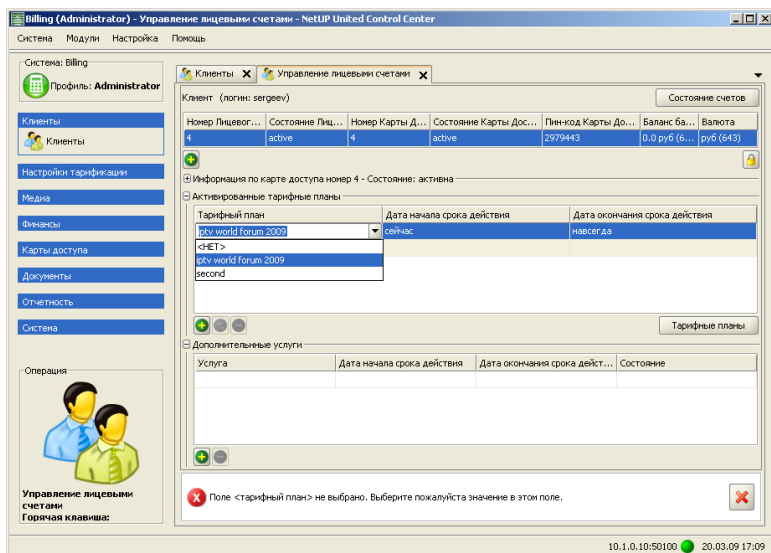 Billing (Administrator) - Управление лицевыми счетами - NetUP United Control Center
Система Модули Настройка Помощь
Система: Billing
Профиль: Administrator
Клиенты
Клиенты
Настройки тарификации
Медиа
Финансы
Карты доступа
Документы
Отчетность
Система
Операция
Управление лицевыми
счетами
Горячая клавиша:
Клиенты Управление лицевыми счетами
Клиент (логин: sergeev) Состояние счетов
Номер Лицевог... Состояние Лиц... Номер Карты Д... Состояние Карты Дос... Пин-код Карты До... Баланс ба... Валюта
4 active 4 active 2979443 0.0 руб (6... руб (643)
Информация по карте доступа номер 4 - Состояние: активна
Активированные тарифные планы
Тарифный план Дата начала срока действия Дата окончания срока действия
iptv world forum 2009 сейчас навсегда
<НЕТ>
iptv world forum 2009
second
Тарифные планы
Дополнительнные услуги
Услуга Дата начала срока действия Дата окончания срока дейст... Состояние
Поле <тарифный план> не выбрано. Выберите пожалуйста значение в этом поле.
10.1.0.10:50100 20.03.09 17:09